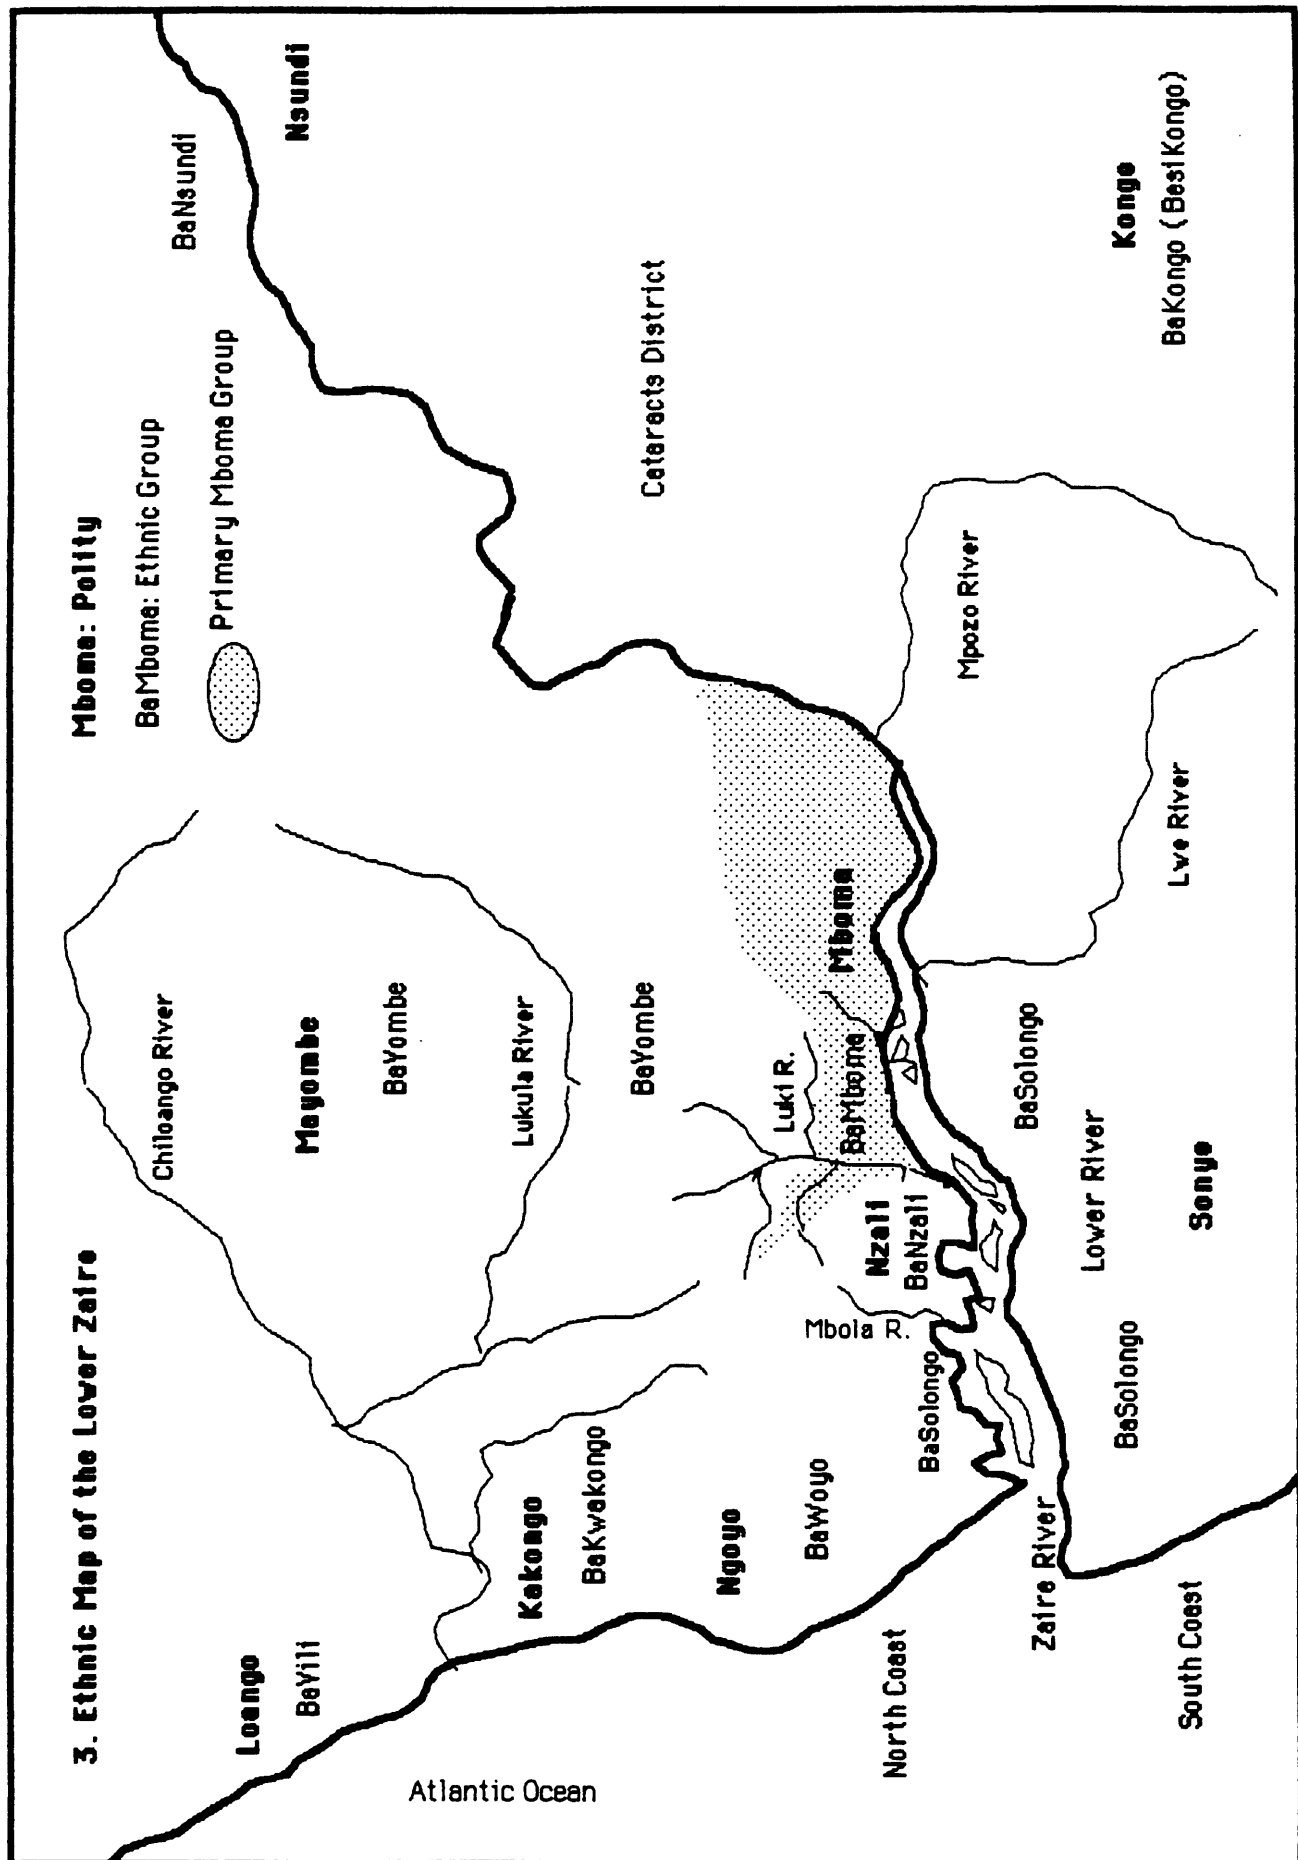 3. Ethnic Map of the Lower Zaire
Mboma: Polity
BaMboma: Ethnic Group
Primary Mboma Group
BaNsundi
Nsundi
Chiloango River
Loango
BaVili
Mayombe
BaYombe
Lukula River
BaYombe
Cataracts District
Atlantic Ocean
Kakongo
BaKwakongo
Ngoyo
BaWoyo
Luki R.
Mboma
BaMboma
Mbola R.
Nzali
BaNzali
BaSolongo
North Coast
Mpozo River
Zaire River
BaSolongo
Lower River
BaSolongo
Lwe River
South Coast
Sonyo
Kongo
BaKongo (BesiKongo)